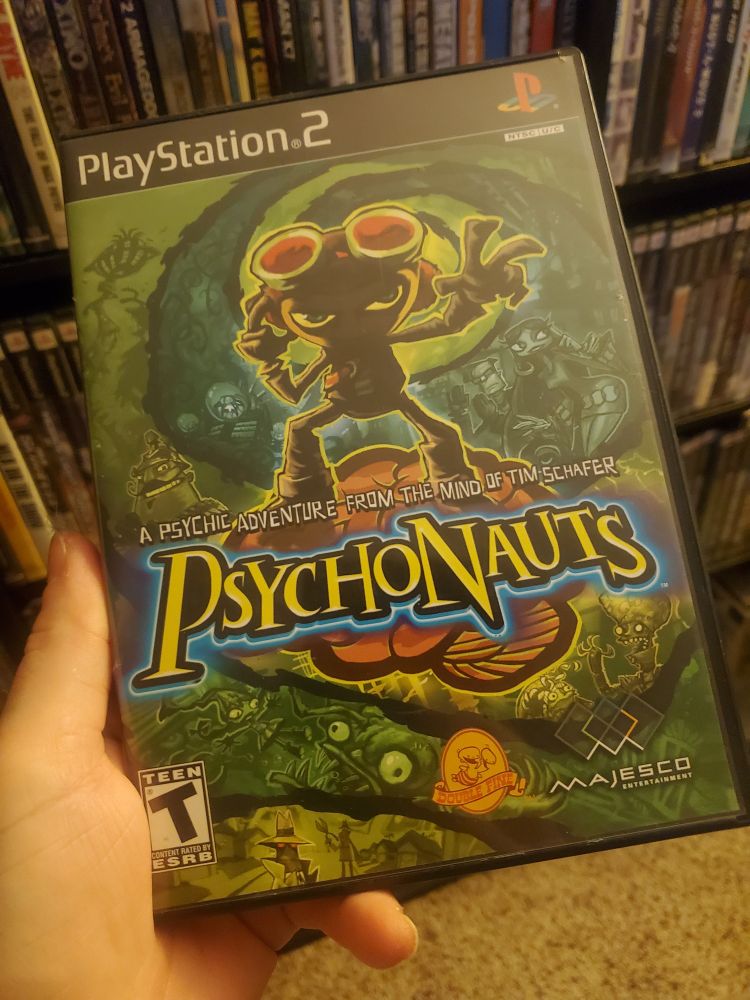 PlayStation®2
NTSC U/C
A PSYCHIC ADVENTURE FROM THE MIND OF TIM SCHAFER
PSYCHONAUTS™
TEEN
T
CONTENT RATED BY
ESRB
DOUBLE FINE
MAJESCO
ENTERTAINMENT